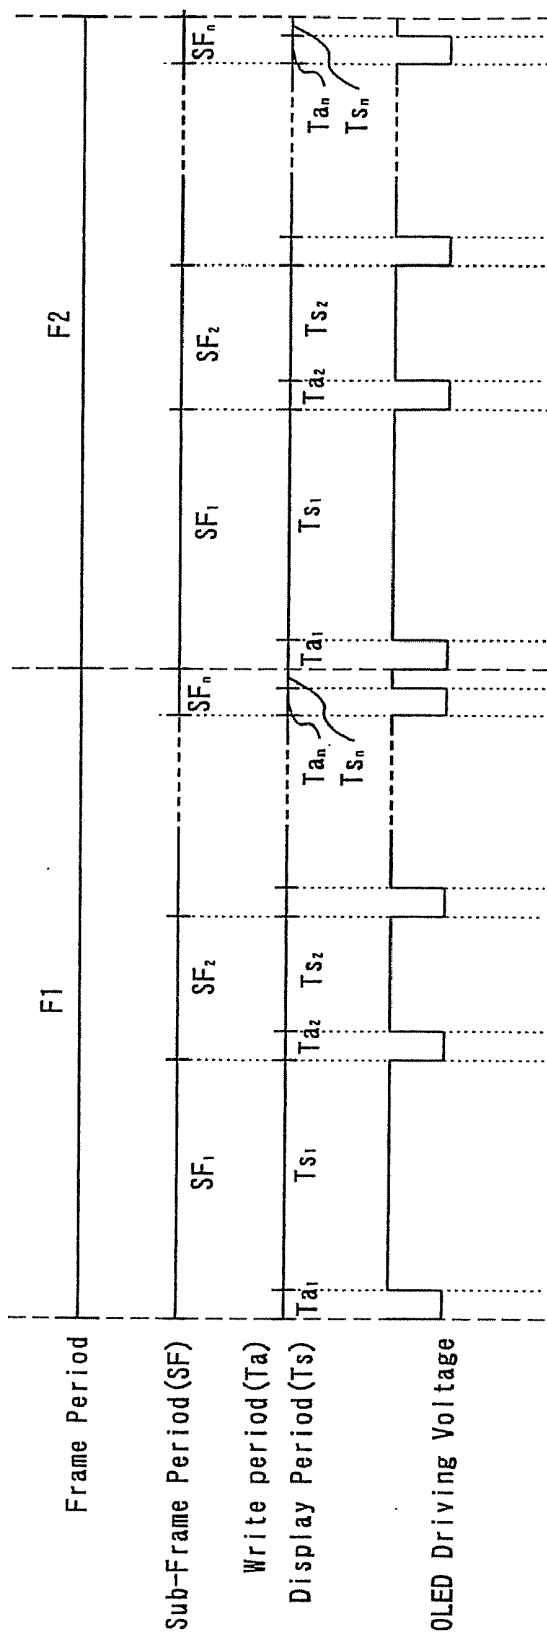 Frame Period F1 F2
Sub-Frame Period(SF) SF₁ SF₂ SFₙ SF₁ SF₂ SFₙ
Write period(Ta)
Display Period(Ts) Ta₁ Ts₁ Ta₂ Ts₂ Taₙ Tsₙ Ta₁ Ts₁ Ta₂ Ts₂ Taₙ Tsₙ
OLED Driving Voltage